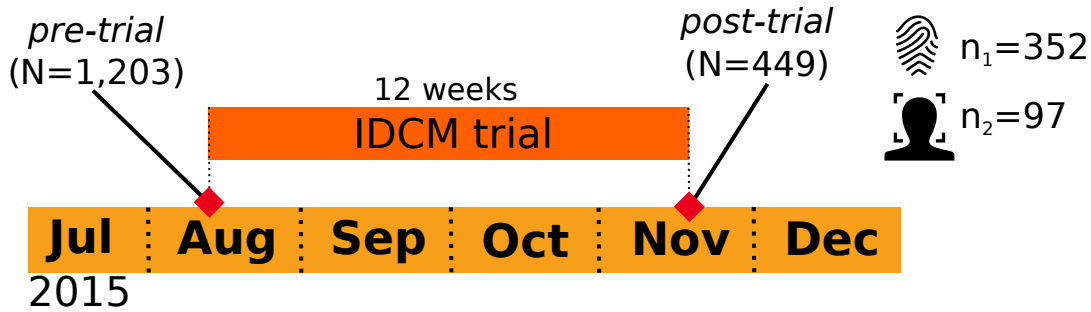 pre-trial
(N=1,203)
post-trial
(N=449)
n₁=352
n₂=97
12 weeks
IDCM trial
Jul Aug Sep Oct Nov Dec
2015